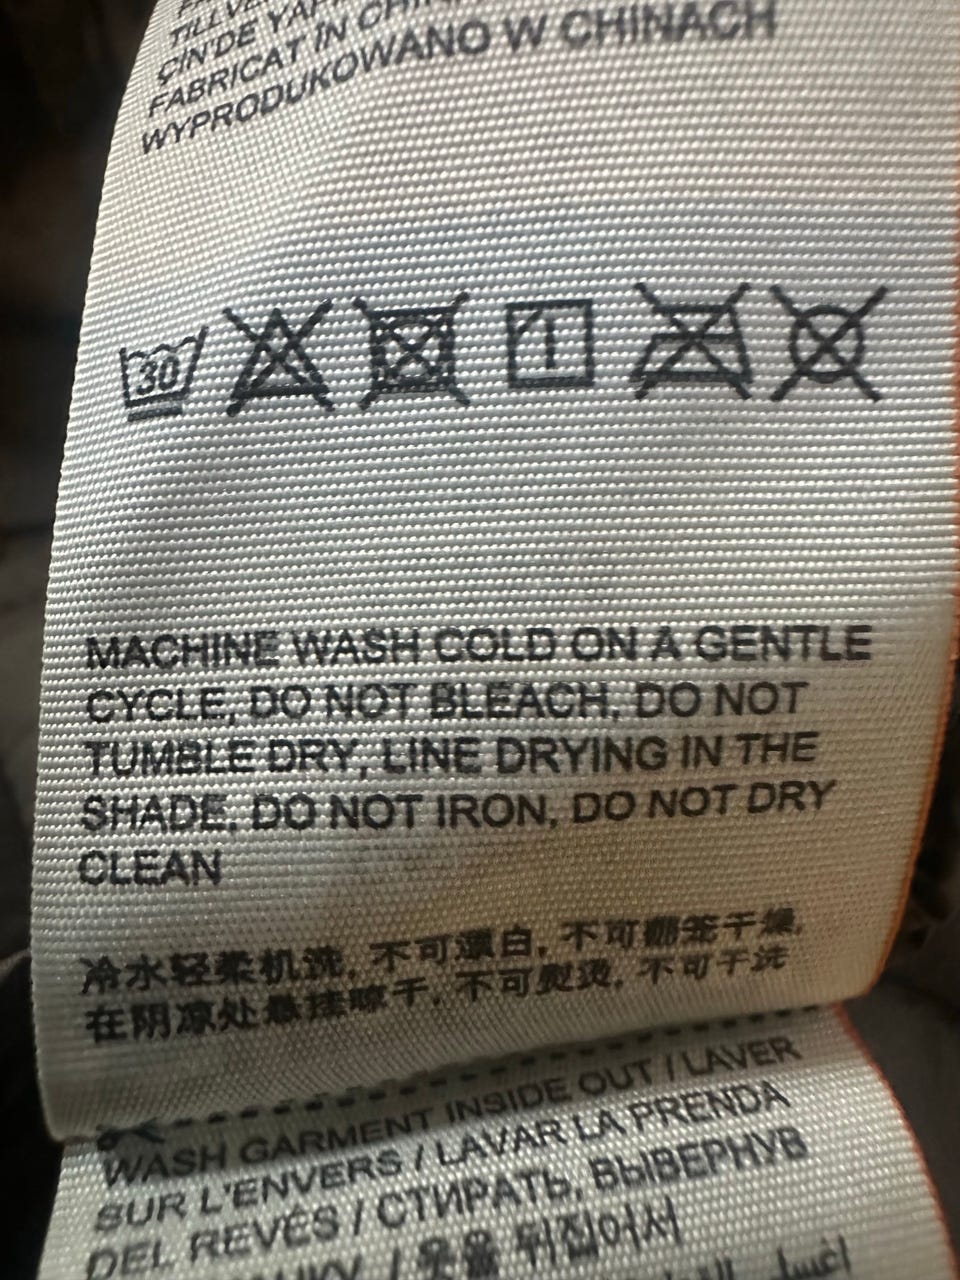 ÇİN'DE
FABRICAT ÎN
WYPRODUKOWANO W CHINACH
30
MACHINE WASH COLD ON A GENTLE
CYCLE, DO NOT BLEACH, DO NOT
TUMBLE DRY, LINE DRYING IN THE
SHADE, DO NOT IRON, DO NOT DRY
CLEAN
冷水轻柔机洗, 不可漂白, 不可翻笼干燥,
在阴凉处悬挂晾干, 不可熨烫, 不可干洗
WASH GARMENT INSIDE OUT / LAVER
SUR L'ENVERS / LAVAR LA PRENDA
DEL REVÉS / СТИРАТЬ, ВЫВЕРНУВ
/ 옷을 뒤집어서